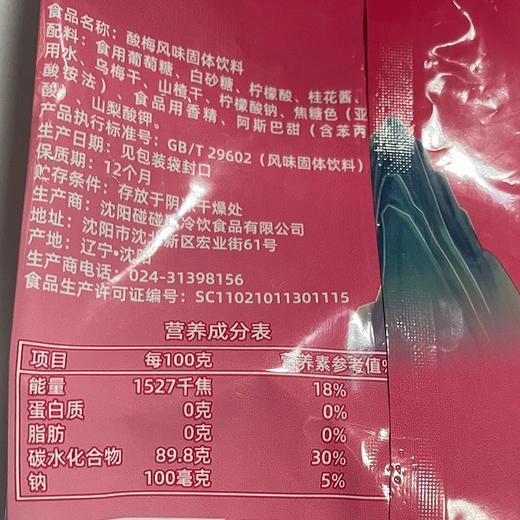 食品名称：酸梅风味固体饮料
配料：食用葡萄糖、白砂糖、柠檬酸、桂花酱、
用水、乌梅干、山楂干、柠檬酸钠、焦糖色（亚
酸铵法）、食品用香精、阿斯巴甜（含苯丙
酸）、山梨酸钾。
产品执行标准号：GB/T 29602（风味固体饮料）
生产日期：见包装袋封口
保质期：12个月
贮存条件：存放于阴凉干燥处
生产商：沈阳碰碰 冷饮食品有限公司
地址：沈阳市沈北新区宏业街61号
产地：辽宁·沈阳
生产商电话：024-31398156
食品生产许可证编号：SC11021011301115
营养成分表
项目 每100克 营养素参考值%
能量 1527千焦 18%
蛋白质 0克 0%
脂肪 0克 0%
碳水化合物 89.8克 30%
钠 100毫克 5%